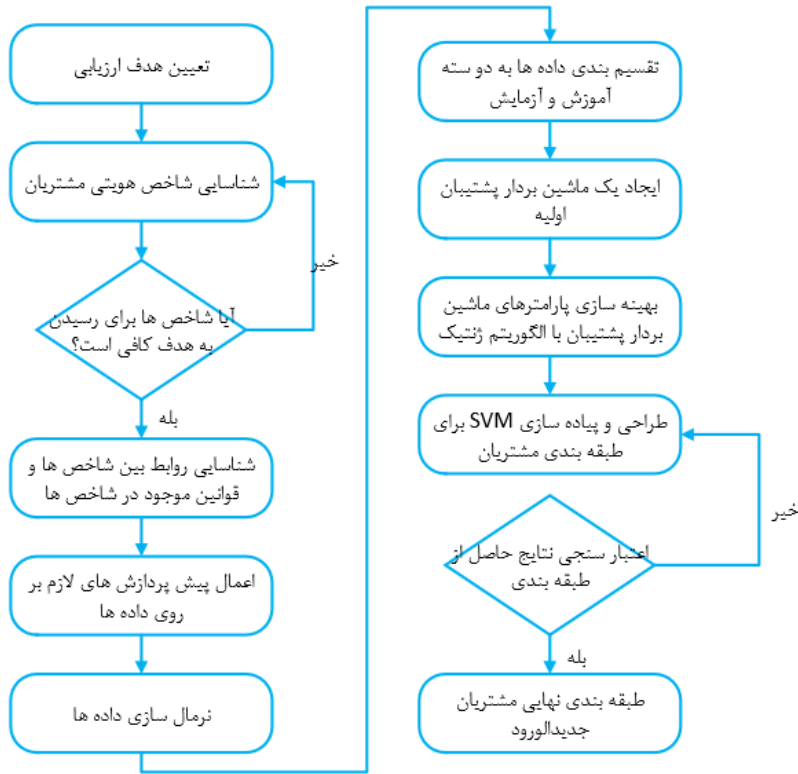 تعیین هدف ارزیابی
شناسایی شاخص هویتی مشتریان
خیر
آیا شاخص ها برای رسیدن
به هدف کافی است؟
بله
شناسایی روابط بین شاخص ها و
قوانین موجود در شاخص ها
اعمال پیش پردازش های لازم بر
روی داده ها
نرمال سازی داده ها
تقسیم بندی داده ها به دو سته
آموزش و آزمایش
ایجاد یک ماشین بردار پشتیبان
اولیه
بهینه سازی پارامترهای ماشین
بردار پشتیبان با الگوریتم ژنتیک
طراحی و پیاده سازی SVM برای
طبقه بندی مشتریان
خیر
اعتبار سنجی نتایج حاصل از
طبقه بندی
بله
طبقه بندی نهایی مشتریان
جدیدالورود